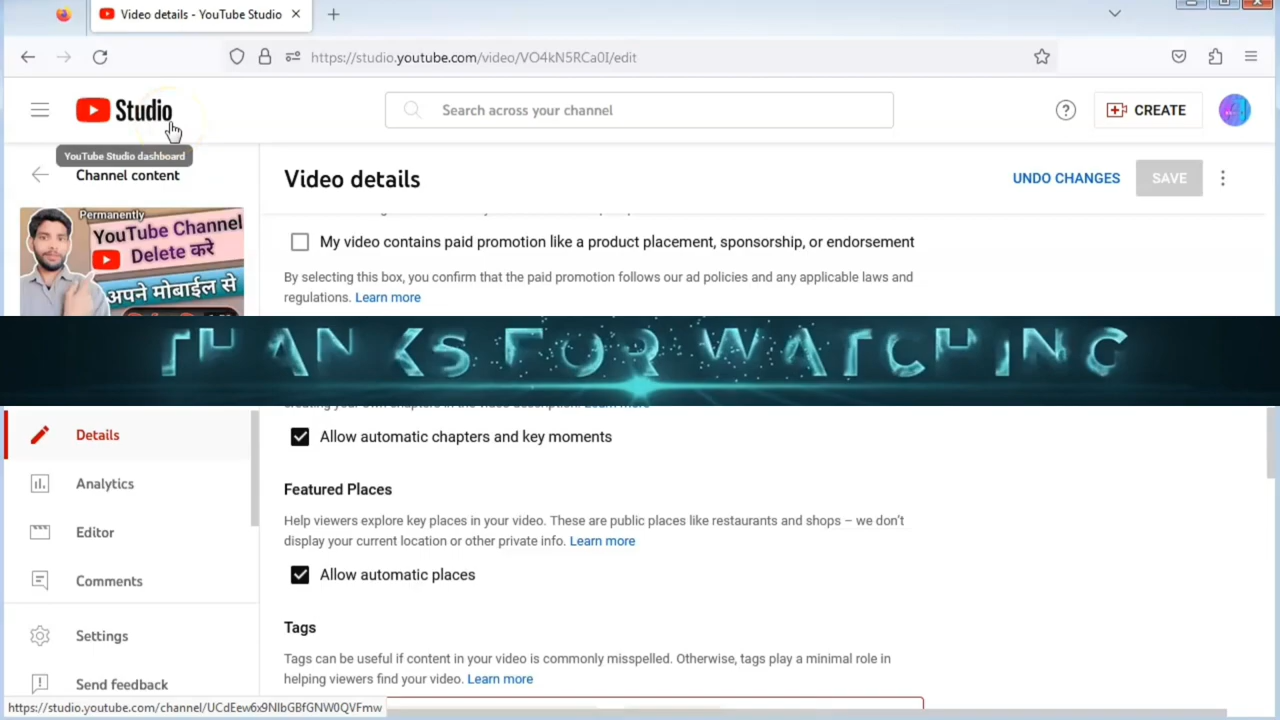 Video details - YouTube Studio
https://studio.youtube.com/video/VO4kN5RCa0I/edit
Studio
Search across your channel
CREATE
YouTube Studio dashboard
Channel content
Video details
UNDO CHANGES
SAVE
Permanently
YouTube Channel
Delete करे
अपने मोबाईल से
My video contains paid promotion like a product placement, sponsorship, or endorsement
By selecting this box, you confirm that the paid promotion follows our ad policies and any applicable laws and
regulations. Learn more
THANKS FOR WATCHING
Details
Analytics
Editor
Comments
Settings
Send feedback
Allow automatic chapters and key moments
Featured Places
Help viewers explore key places in your video. These are public places like restaurants and shops – we don't
display your current location or other private info. Learn more
Allow automatic places
Tags
Tags can be useful if content in your video is commonly misspelled. Otherwise, tags play a minimal role in
helping viewers find your video. Learn more
https://studio.youtube.com/channel/UCdEew6x9NIbGBfGNW0QVFmw